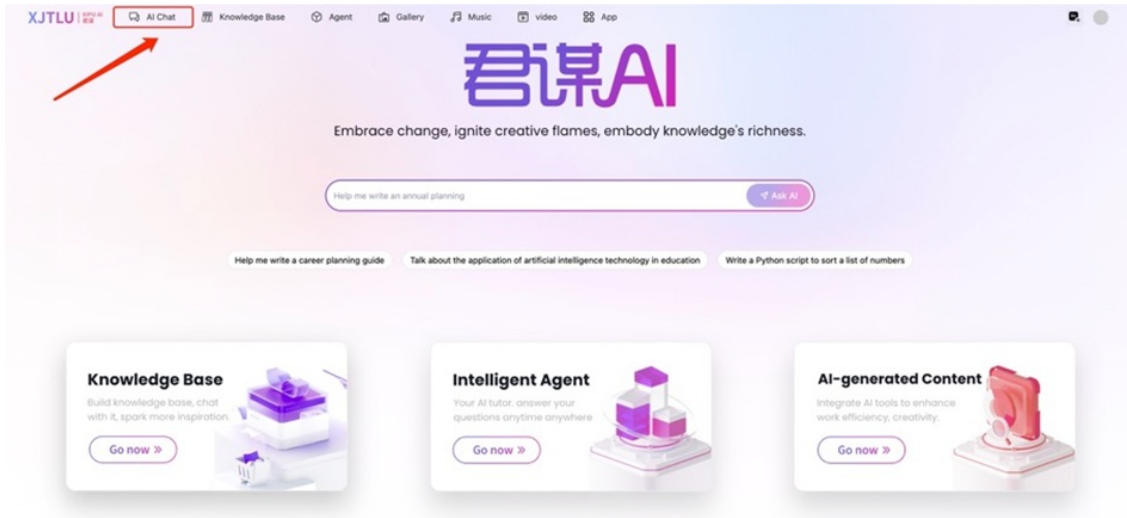 XJTLU XIPU AI 君谋 AI Chat Knowledge Base Agent Gallery Music video App
君谋AI
Embrace change, ignite creative flames, embody knowledge's richness.
Help me write an annual planning Ask AI
Help me write a career planning guide Talk about the application of artificial intelligence technology in education Write a Python script to sort a list of numbers
Knowledge Base
Build knowledge base, chat
with it, spark more inspiration.
Go now »
Intelligent Agent
Your AI tutor. answer your
questions anytime anywhere
Go now »
AI-generated Content
Integrate AI tools to enhance
work efficiency, creativity.
Go now »